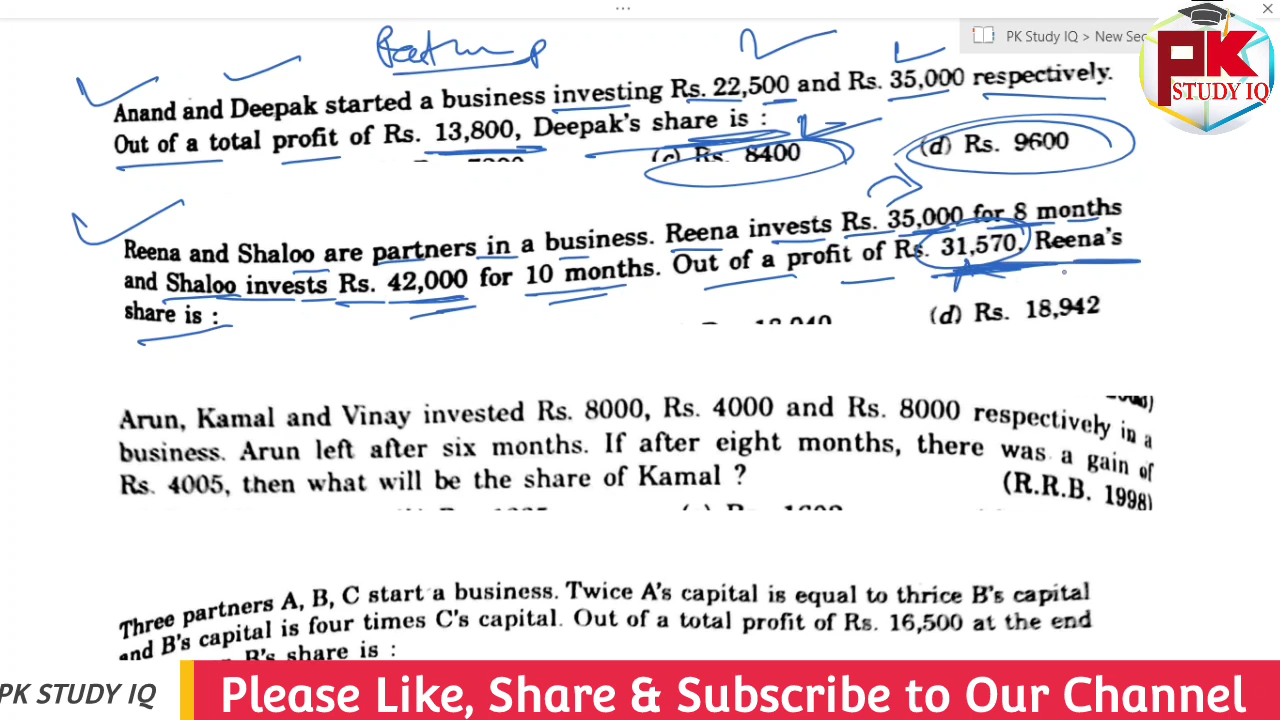 ...
Partnership
PK Study IQ > New Sec
PK
STUDY IQ
Anand and Deepak started a business investing Rs. 22,500 and Rs. 35,000 respectively.
Out of a total profit of Rs. 13,800, Deepak's share is :
(c) Rs. 8400 (d) Rs. 9600
Reena and Shaloo are partners in a business. Reena invests Rs. 35,000 for 8 months
and Shaloo invests Rs. 42,000 for 10 months. Out of a profit of Rs. 31,570, Reena's
share is :
(d) Rs. 18,942
Arun, Kamal and Vinay invested Rs. 8000, Rs. 4000 and Rs. 8000 respectively in a
business. Arun left after six months. If after eight months, there was a gain of
Rs. 4005, then what will be the share of Kamal ?
(R.R.B. 1998)
Three partners A, B, C start a business. Twice A's capital is equal to thrice B's capital
and B's capital is four times C's capital. Out of a total profit of Rs. 16,500 at the end
B's share is :
PK STUDY IQ
Please Like, Share & Subscribe to Our Channel